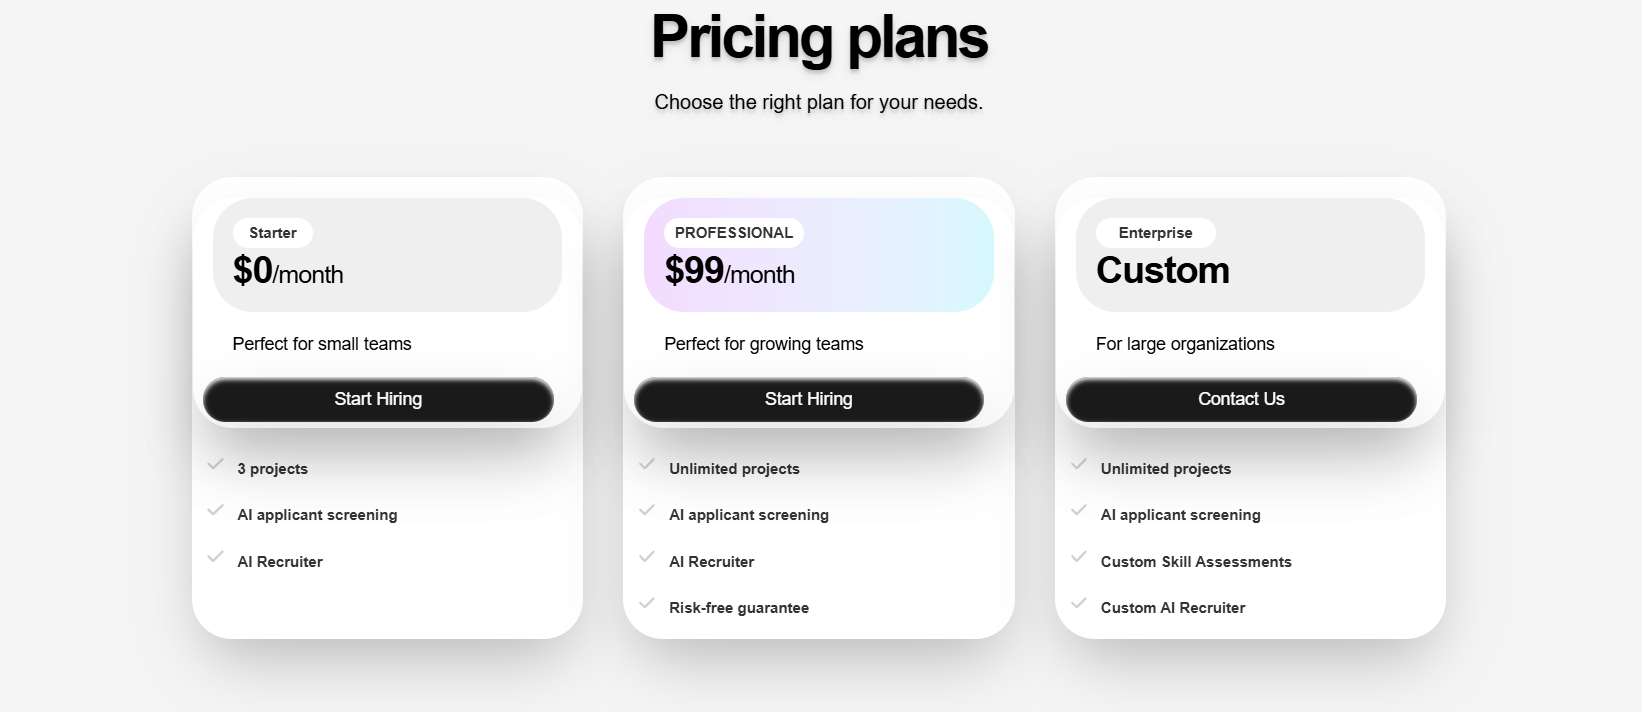 Pricing plans
Choose the right plan for your needs.
Starter
$0/month
Perfect for small teams
Start Hiring
3 projects
AI applicant screening
AI Recruiter
PROFESSIONAL
$99/month
Perfect for growing teams
Start Hiring
Unlimited projects
AI applicant screening
AI Recruiter
Risk-free guarantee
Enterprise
Custom
For large organizations
Contact Us
Unlimited projects
AI applicant screening
Custom Skill Assessments
Custom AI Recruiter